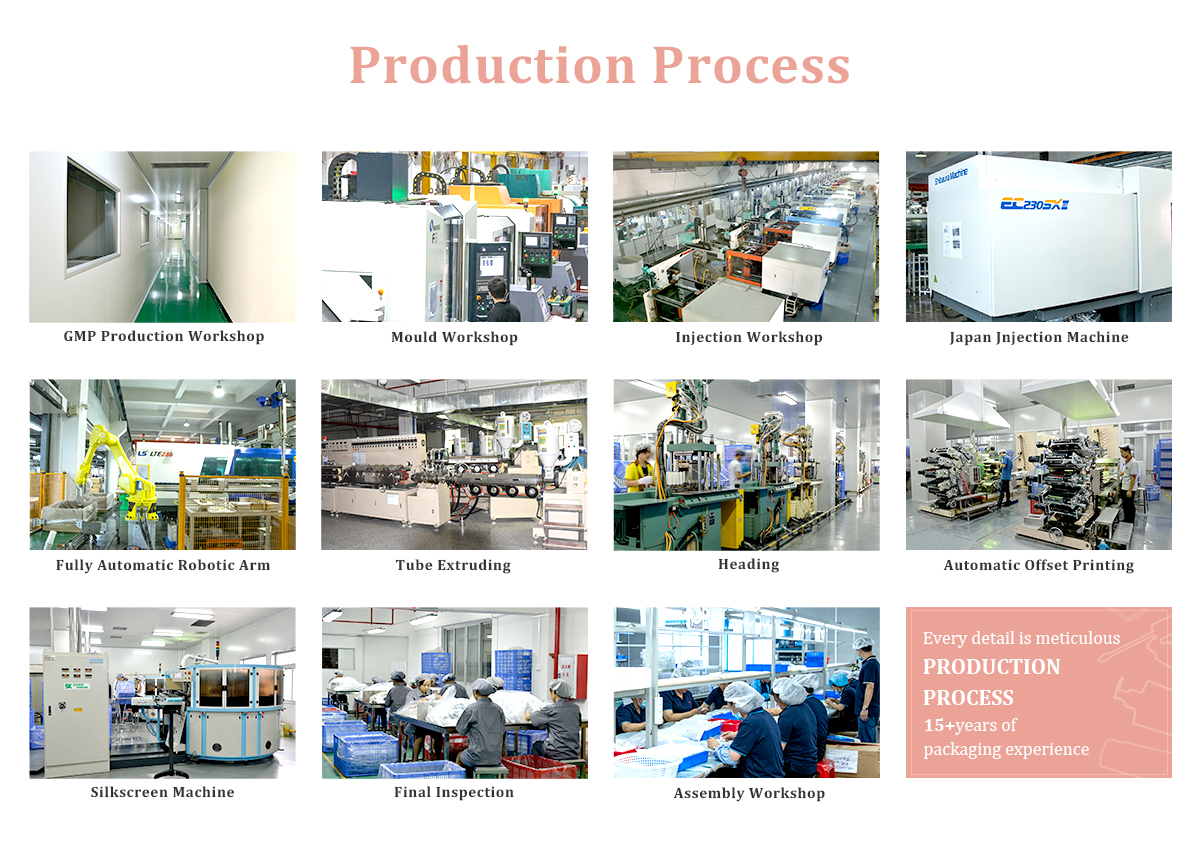 Production Process
Shibaura Machine
EC230SXIII
GMP Production Workshop
Mould Workshop
Injection Workshop
Japan Jnjection Machine
LS LTE280
Fully Automatic Robotic Arm
Tube Extruding
Heading
Automatic Offset Printing
SK
Every detail is meticulous
PRODUCTION
PROCESS
15+years of
packaging experience
Silkscreen Machine
Final Inspection
Assembly Workshop